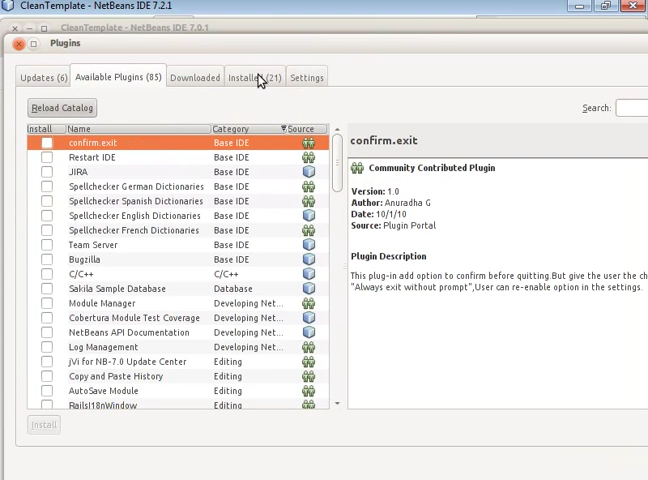 CleanTemplate - NetBeans IDE 7.2.1
CleanTemplate - NetBeans IDE 7.0.1
Plugins
Updates (6) Available Plugins (85) Downloaded Installed (21) Settings
Reload Catalog Search:
Install Name Category Source
confirm.exit Base IDE
Restart IDE Base IDE
JIRA Base IDE
Spellchecker German Dictionaries Base IDE
Spellchecker Spanish Dictionaries Base IDE
Spellchecker English Dictionaries Base IDE
Spellchecker French Dictionaries Base IDE
Team Server Base IDE
Bugzilla Base IDE
C/C++ C/C++
Sakila Sample Database Database
Module Manager Developing Net...
Cobertura Module Test Coverage Developing Net...
NetBeans API Documentation Developing Net...
Log Management Developing Net...
jVi for NB-7.0 Update Center Editing
Copy and Paste History Editing
AutoSave Module Editing
RailsI18nWindow Editing
Install
confirm.exit
Community Contributed Plugin
Version: 1.0
Author: Anuradha G
Date: 10/1/10
Source: Plugin Portal
Plugin Description
This plug-in add option to confirm before quitting.But give the user the ch
"Always exit without prompt",User can re-enable option in the settings.